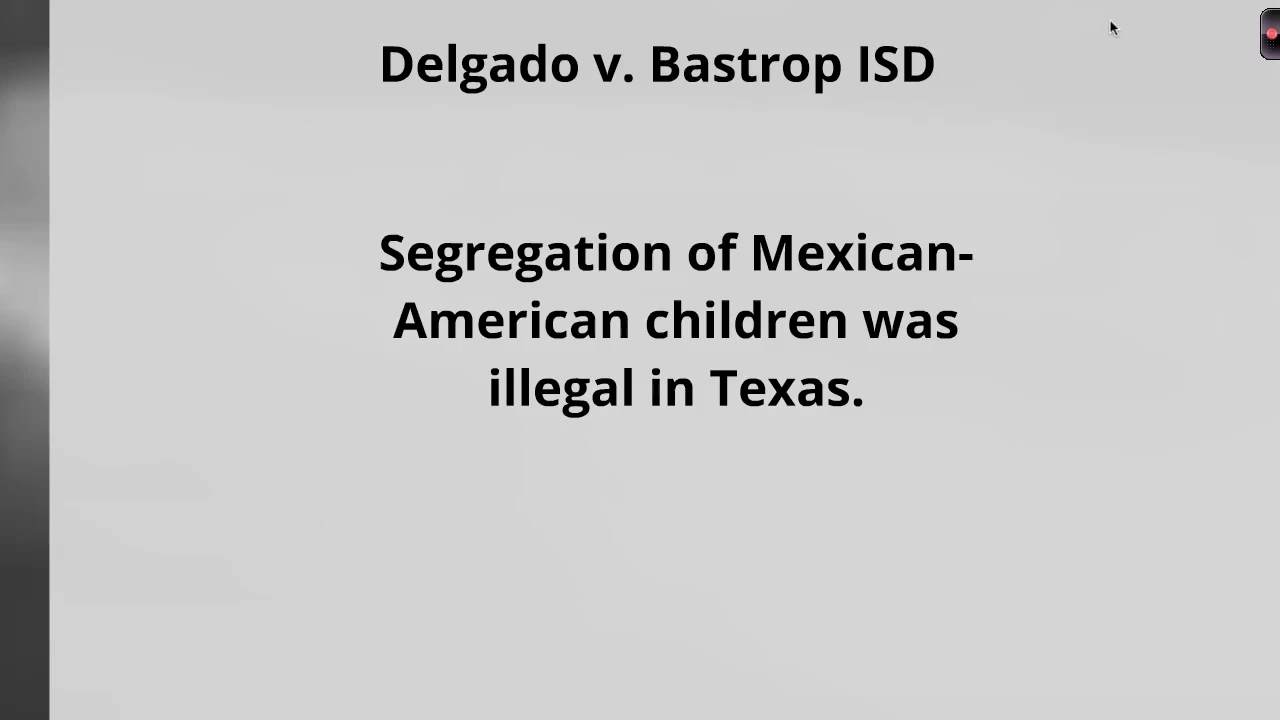 Delgado v. Bastrop ISD
Segregation of Mexican-
American children was
illegal in Texas.